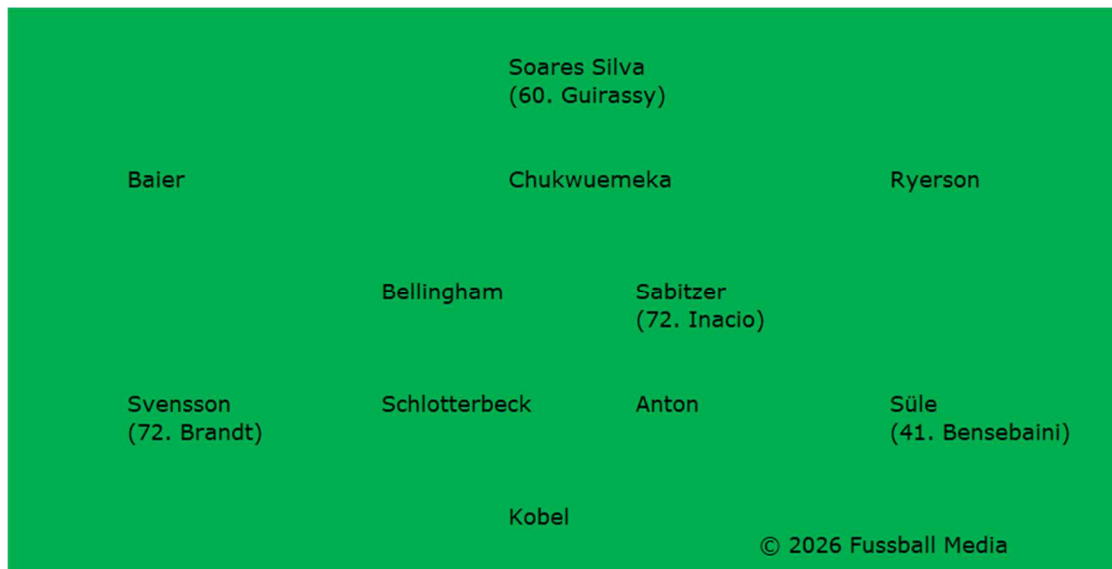 Soares Silva
(60. Guirassy)
Baier
Chukwuemeka
Ryerson
Bellingham
Sabitzer
(72. Inacio)
Svensson
(72. Brandt)
Schlotterbeck
Anton
Süle
(41. Bensebaini)
Kobel
© 2026 Fussball Media